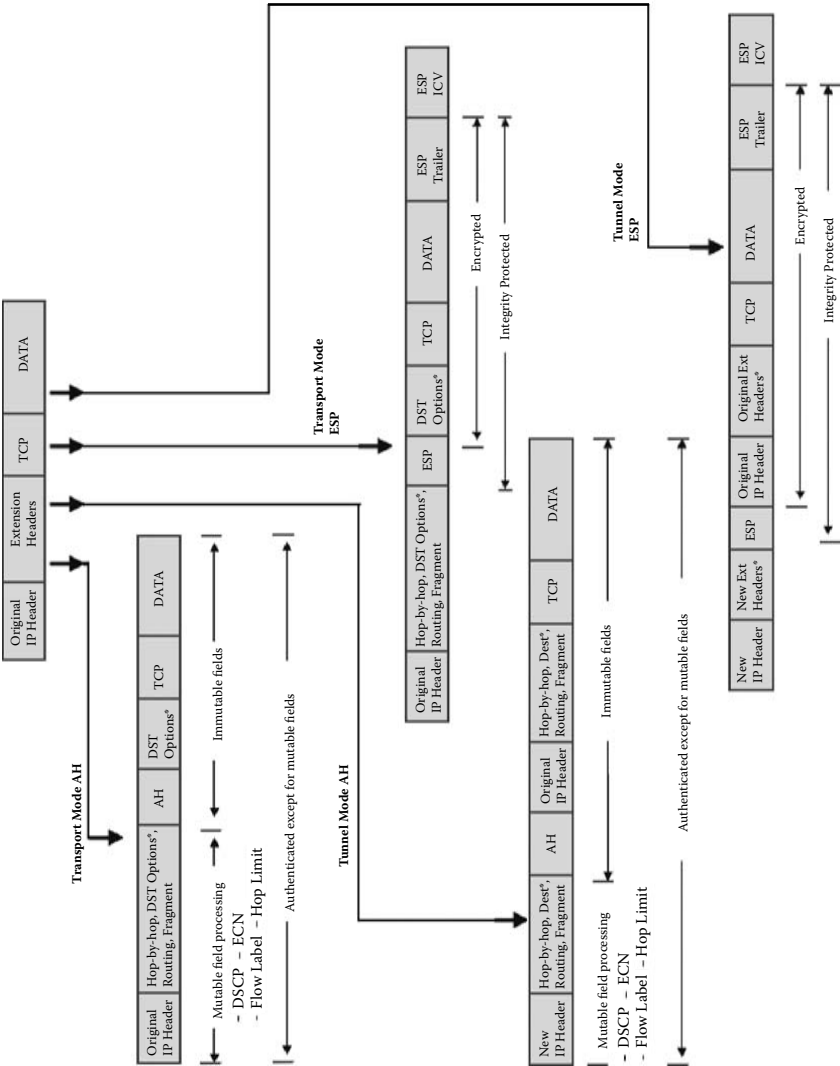 Original
IP Header
Extension
Headers
TCP
DATA
Transport Mode AH
Original
IP Header
Hop-by-hop, DST Options*,
Routing, Fragment
AH
DST
Options*
TCP
DATA
Mutable field processing
- DSCP - ECN
- Flow Label - Hop Limit
Immutable fields
Authenticated except for mutable fields
Transport Mode
ESP
Original
IP Header
Hop-by-hop, DST Options*,
Routing, Fragment
ESP
DST
Options*
TCP
DATA
ESP
Trailer
ESP
ICV
Encrypted
Integrity Protected
Tunnel Mode AH
New
IP Header
Hop-by-hop, Dest*,
Routing, Fragment
AH
Original
IP Header
Hop-by-hop, Dest*,
Routing, Fragment
TCP
DATA
Mutable field processing
- DSCP - ECN
- Flow Label - Hop Limit
Immutable fields
Authenticated except for mutable fields
Tunnel Mode
ESP
New
IP Header
New Ext
Headers*
ESP
Original
IP Header
Original Ext
Headers*
TCP
DATA
ESP
Trailer
ESP
ICV
Encrypted
Integrity Protected